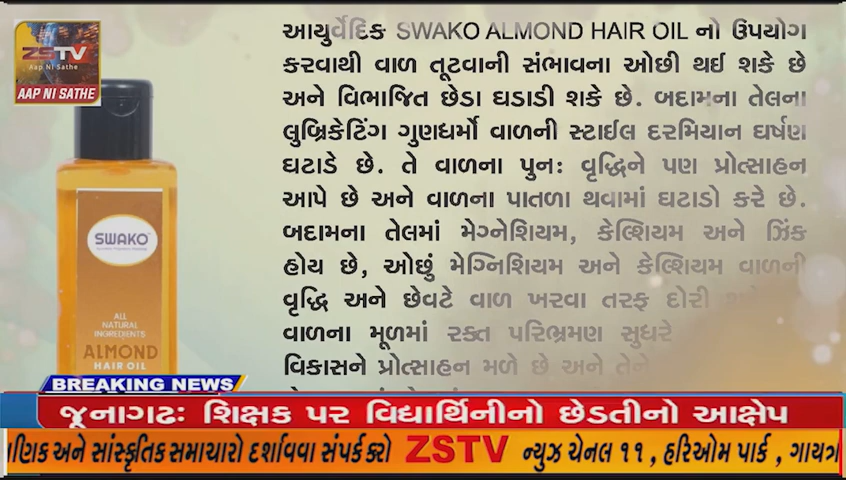 ZSTV
Aap Ni Sathe
AAP NI SATHE
આયુર્વેદિક SWAKO ALMOND HAIR OIL નો ઉપયોગ
કરવાથી વાળ તૂટવાની સંભાવના ઓછી થઈ શકે છે
અને વિભાજિત છેડા ઘડાડી શકે છે. બદામના તેલના
લુબ્રિકેટિંગ ગુણધર્મો વાળની સ્ટાઈલ દરમિયાન ઘર્ષણ
ઘટાડે છે. તે વાળના પુનઃ વૃદ્ધિને પણ પ્રોત્સાહન
આપે છે અને વાળના પાતળા થવામાં ઘટાડો કરે છે.
બદામના તેલમાં મેગ્નેશિયમ, કેલ્શિયમ અને ઝિંક
હોય છે, ઓછું મેગ્નિશિયમ અને કેલ્શિયમ વાળની
વૃદ્ધિ અને છેવટે વાળ ખરવા તરફ દોરી
વાળના મૂળમાં રક્ત પરિભ્રમણ સુધરે
વિકાસને પ્રોત્સાહન મળે છે અને તેને
SWAKO
ALL
NATURAL
INGREDIENTS
ALMOND
HAIR OIL
BREAKING NEWS
જૂનાગઢઃ શિક્ષક પર વિદ્યાર્થિનીનો છેડતીનો આક્ષેપ
ણિક અને સાંસ્કૃતિક સમાચારો દર્શાવવા સંપર્ક કરો ZSTV ન્યુઝ ચેનલ ૧૧ , હરિઓમ પાર્ક , ગાયત્ર